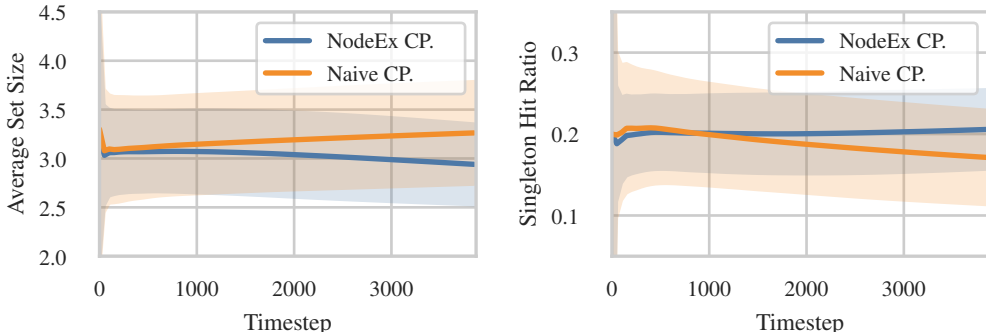 Average Set Size
4.5
4.0
3.5
3.0
2.5
2.0
NodeEx CP.
Naive CP.
0
1000
2000
3000
Timestep
Singleton Hit Ratio
0.3
0.2
0.1
NodeEx CP.
Naive CP.
0
1000
2000
3000
Timestep